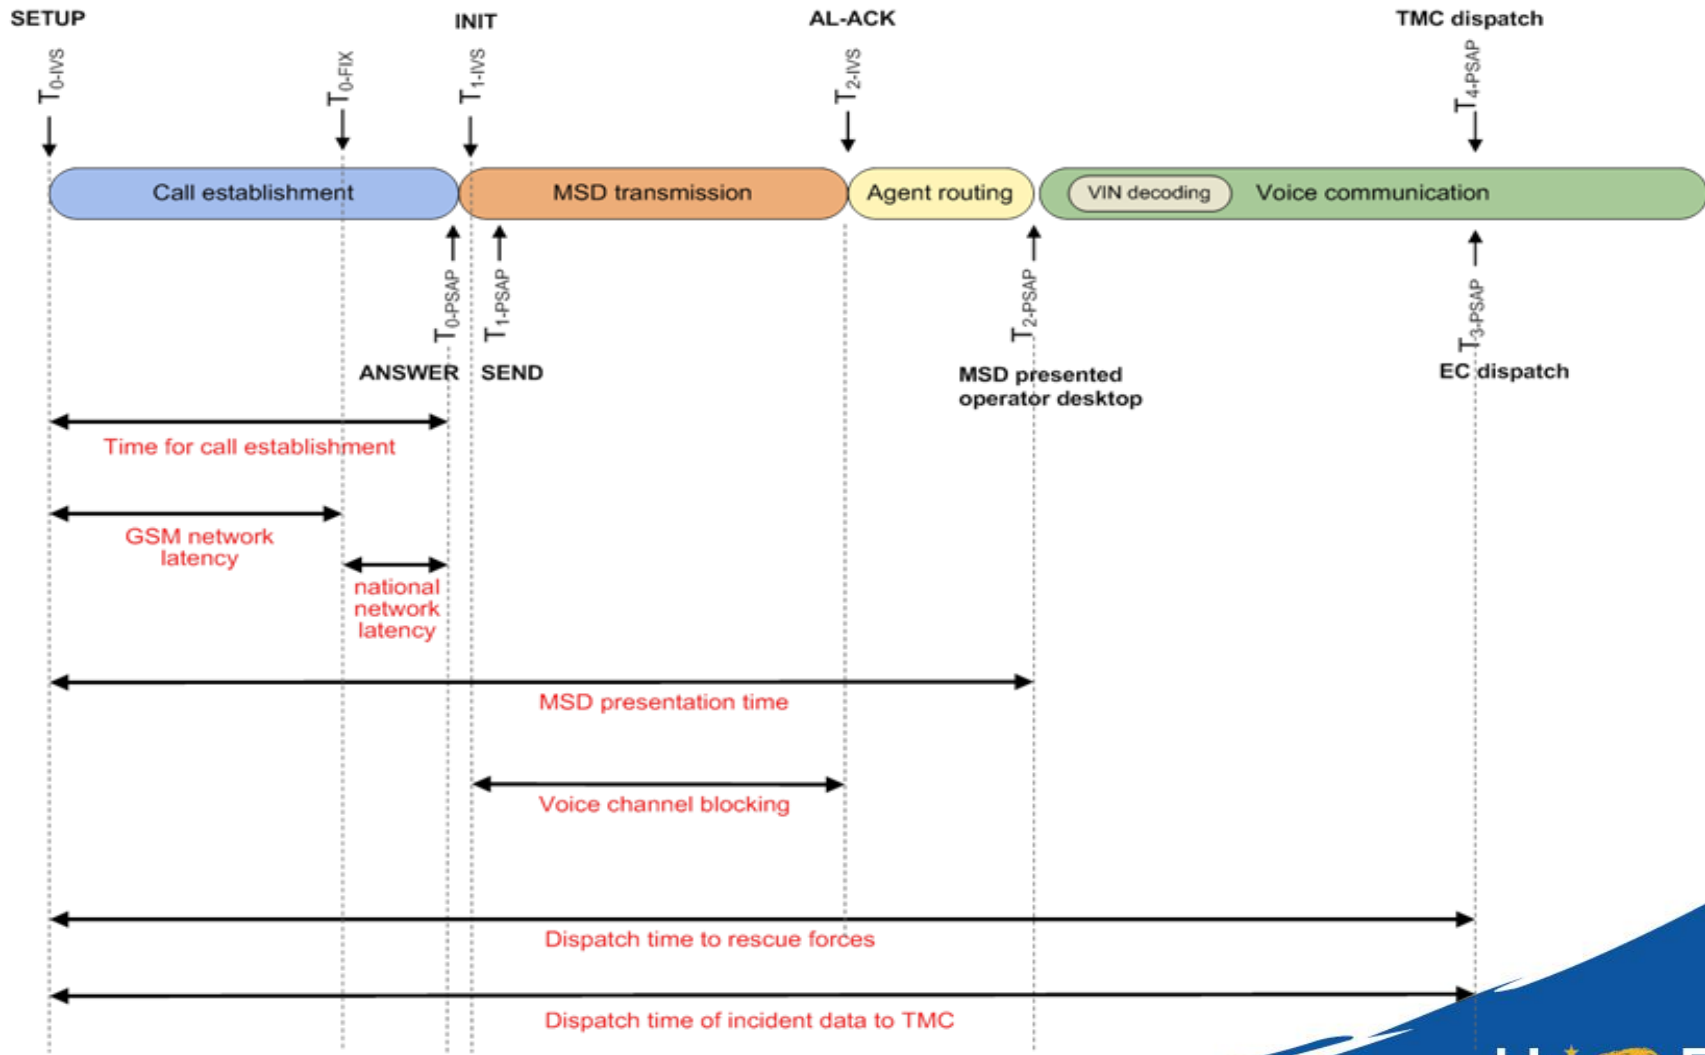 SETUP
INIT
AL-ACK
TMC dispatch
T0-IVS
T0-FIX
T1-IVS
T2-IVS
T4-PSAP
Call establishment
MSD transmission
Agent routing
VIN decoding
Voice communication
T0-PSAP
T1-PSAP
T2-PSAP
T3-PSAP
ANSWER
SEND
MSD presented
operator desktop
EC dispatch
Time for call establishment
GSM network
latency
national
network
latency
MSD presentation time
Voice channel blocking
Dispatch time to rescue forces
Dispatch time of incident data to TMC